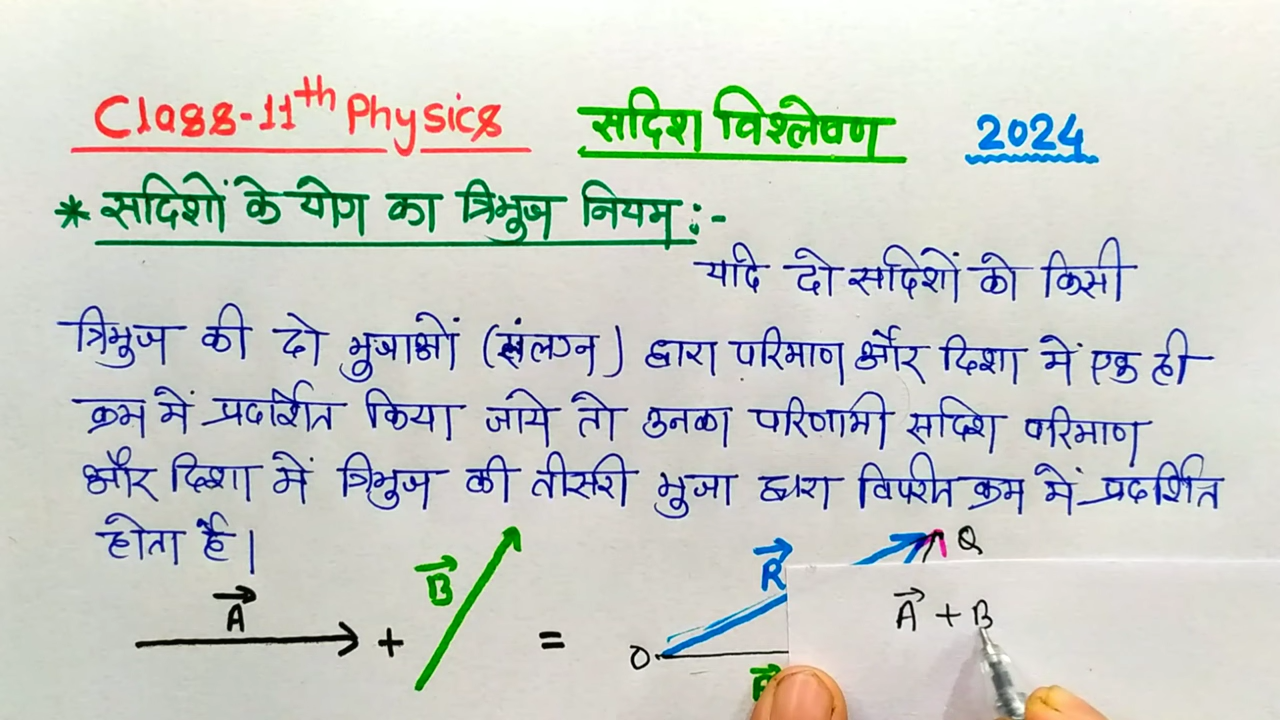 Class-11th Physics सदिश विश्लेषण 2024
* सदिशों के योग का त्रिभुज नियम :-
यदि दो सदिशों को किसी
त्रिभुज की दो भुजाओं (संलग्न) द्वारा परिमाण और दिशा में एक ही
क्रम में प्रदर्शित किया जाये तो उनका परिणामी सदिश परिमाण
और दिशा में त्रिभुज की तीसरी भुजा द्वारा विपरीत क्रम में प्रदर्शित
होता है।
A⃗ + B⃗ = O R⃗ Q
A⃗ + B